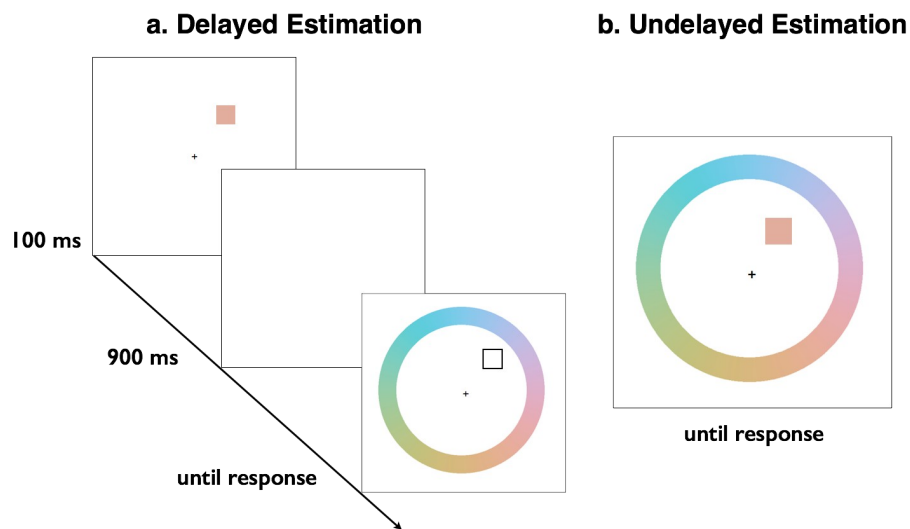 a. Delayed Estimation
b. Undelayed Estimation
100 ms
900 ms
until response
until response